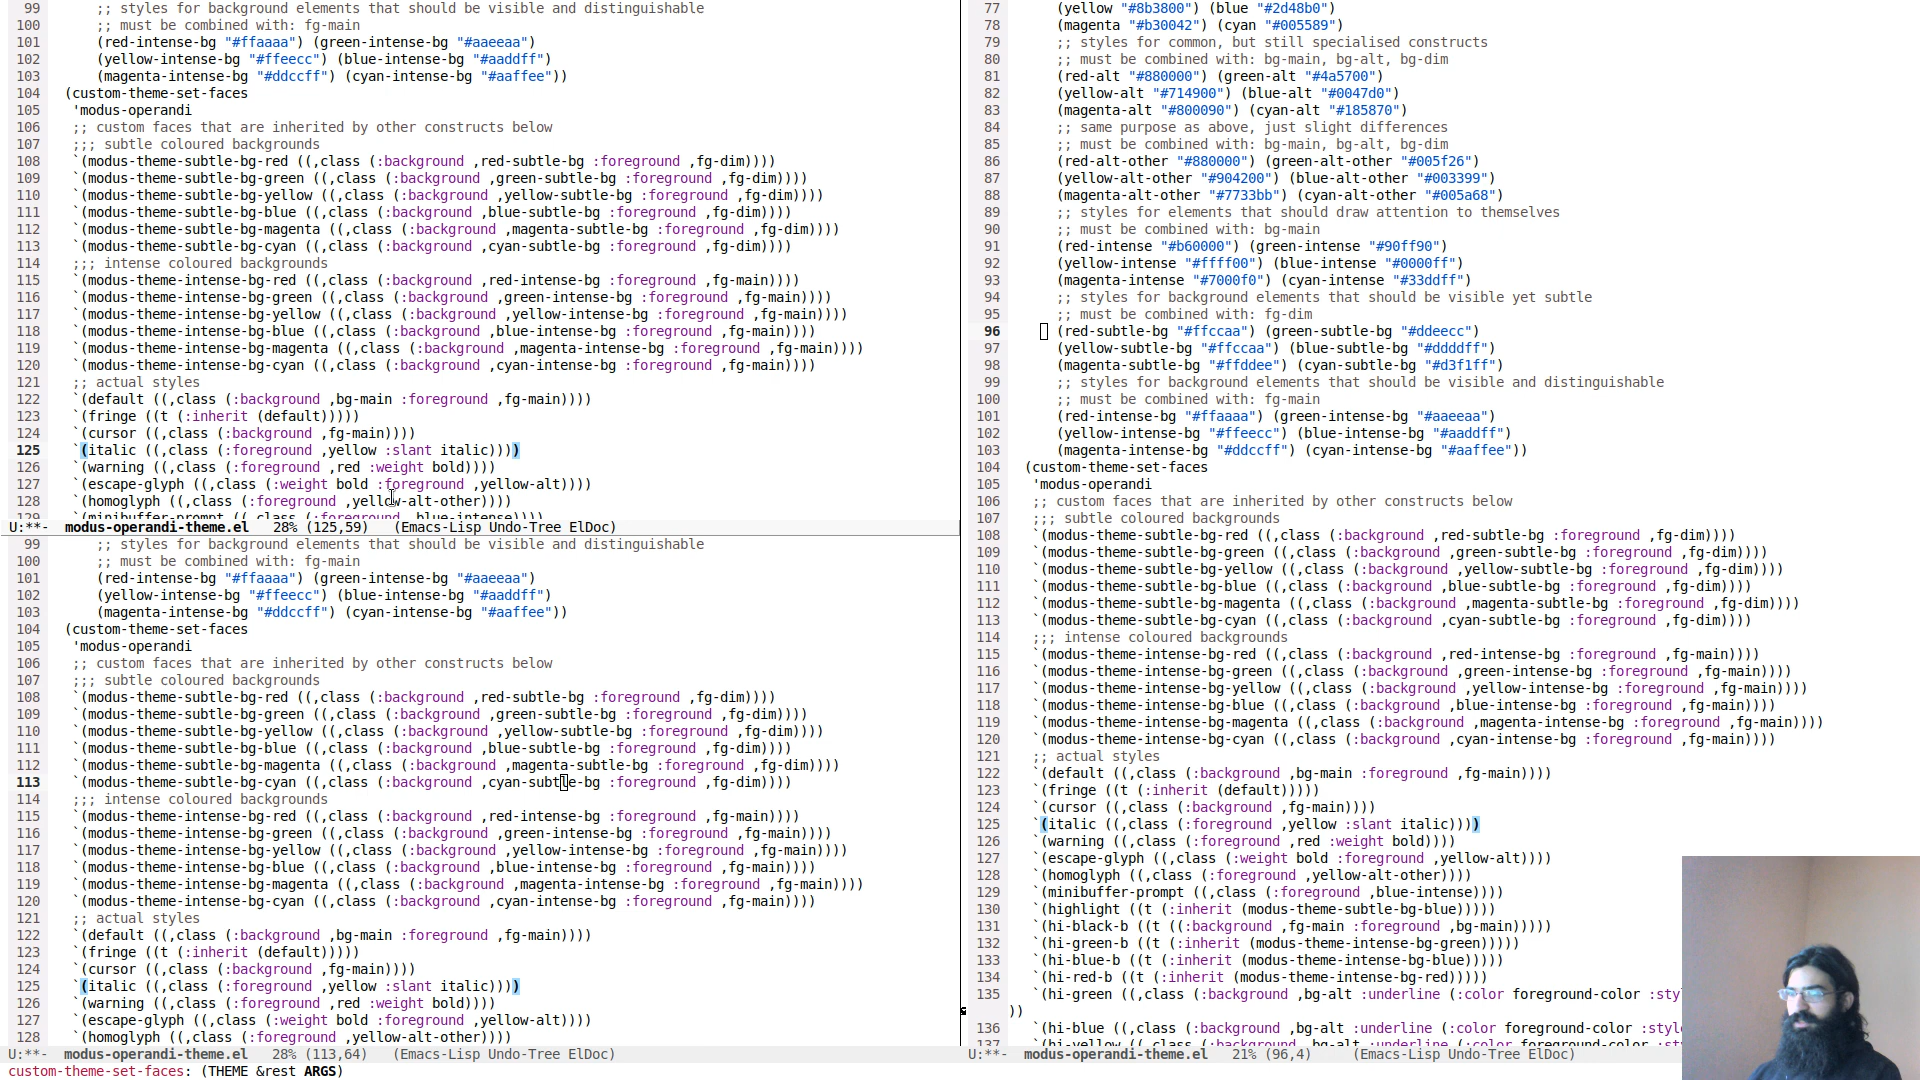 99 ;; styles for background elements that should be visible and distinguishable
100 ;; must be combined with: fg-main
101 (red-intense-bg "#ffaaaa") (green-intense-bg "#aaeeaa")
102 (yellow-intense-bg "#ffeecc") (blue-intense-bg "#aaddff")
103 (magenta-intense-bg "#ddccff") (cyan-intense-bg "#aaffee"))
104 (custom-theme-set-faces
105 'modus-operandi
106 ;; custom faces that are inherited by other constructs below
107 ;;; subtle coloured backgrounds
108 `(modus-theme-subtle-bg-red ((,class (:background ,red-subtle-bg :foreground ,fg-dim))))
109 `(modus-theme-subtle-bg-green ((,class (:background ,green-subtle-bg :foreground ,fg-dim))))
110 `(modus-theme-subtle-bg-yellow ((,class (:background ,yellow-subtle-bg :foreground ,fg-dim))))
111 `(modus-theme-subtle-bg-blue ((,class (:background ,blue-subtle-bg :foreground ,fg-dim))))
112 `(modus-theme-subtle-bg-magenta ((,class (:background ,magenta-subtle-bg :foreground ,fg-dim))))
113 `(modus-theme-subtle-bg-cyan ((,class (:background ,cyan-subtle-bg :foreground ,fg-dim))))
114 ;;; intense coloured backgrounds
115 `(modus-theme-intense-bg-red ((,class (:background ,red-intense-bg :foreground ,fg-main))))
116 `(modus-theme-intense-bg-green ((,class (:background ,green-intense-bg :foreground ,fg-main))))
117 `(modus-theme-intense-bg-yellow ((,class (:background ,yellow-intense-bg :foreground ,fg-main))))
118 `(modus-theme-intense-bg-blue ((,class (:background ,blue-intense-bg :foreground ,fg-main))))
119 `(modus-theme-intense-bg-magenta ((,class (:background ,magenta-intense-bg :foreground ,fg-main))))
120 `(modus-theme-intense-bg-cyan ((,class (:background ,cyan-intense-bg :foreground ,fg-main))))
121 ;; actual styles
122 `(default ((,class (:background ,bg-main :foreground ,fg-main))))
123 `(fringe ((t (:inherit (default)))))
124 `(cursor ((,class (:background ,fg-main))))
125 `(italic ((,class (:foreground ,yellow :slant italic))))
126 `(warning ((,class (:foreground ,red :weight bold))))
127 `(escape-glyph ((,class (:weight bold :foreground ,yellow-alt))))
128 `(homoglyph ((,class (:foreground ,yellow-alt-other))))
129 `(minibuffer-prompt ((,class (:foreground ,blue-intense))))
U:**- modus-operandi-theme.el 28% (125,59) (Emacs-Lisp Undo-Tree ElDoc)
99 ;; styles for background elements that should be visible and distinguishable
100 ;; must be combined with: fg-main
101 (red-intense-bg "#ffaaaa") (green-intense-bg "#aaeeaa")
102 (yellow-intense-bg "#ffeecc") (blue-intense-bg "#aaddff")
103 (magenta-intense-bg "#ddccff") (cyan-intense-bg "#aaffee"))
104 (custom-theme-set-faces
105 'modus-operandi
106 ;; custom faces that are inherited by other constructs below
107 ;;; subtle coloured backgrounds
108 `(modus-theme-subtle-bg-red ((,class (:background ,red-subtle-bg :foreground ,fg-dim))))
109 `(modus-theme-subtle-bg-green ((,class (:background ,green-subtle-bg :foreground ,fg-dim))))
110 `(modus-theme-subtle-bg-yellow ((,class (:background ,yellow-subtle-bg :foreground ,fg-dim))))
111 `(modus-theme-subtle-bg-blue ((,class (:background ,blue-subtle-bg :foreground ,fg-dim))))
112 `(modus-theme-subtle-bg-magenta ((,class (:background ,magenta-subtle-bg :foreground ,fg-dim))))
113 `(modus-theme-subtle-bg-cyan ((,class (:background ,cyan-subtle-bg :foreground ,fg-dim))))
114 ;;; intense coloured backgrounds
115 `(modus-theme-intense-bg-red ((,class (:background ,red-intense-bg :foreground ,fg-main))))
116 `(modus-theme-intense-bg-green ((,class (:background ,green-intense-bg :foreground ,fg-main))))
117 `(modus-theme-intense-bg-yellow ((,class (:background ,yellow-intense-bg :foreground ,fg-main))))
118 `(modus-theme-intense-bg-blue ((,class (:background ,blue-intense-bg :foreground ,fg-main))))
119 `(modus-theme-intense-bg-magenta ((,class (:background ,magenta-intense-bg :foreground ,fg-main))))
120 `(modus-theme-intense-bg-cyan ((,class (:background ,cyan-intense-bg :foreground ,fg-main))))
121 ;; actual styles
122 `(default ((,class (:background ,bg-main :foreground ,fg-main))))
123 `(fringe ((t (:inherit (default)))))
124 `(cursor ((,class (:background ,fg-main))))
125 `(italic ((,class (:foreground ,yellow :slant italic))))
126 `(warning ((,class (:foreground ,red :weight bold))))
127 `(escape-glyph ((,class (:weight bold :foreground ,yellow-alt))))
128 `(homoglyph ((,class (:foreground ,yellow-alt-other))))
U:**- modus-operandi-theme.el 28% (113,64) (Emacs-Lisp Undo-Tree ElDoc)
77 (yellow "#8b3800") (blue "#2d48b0")
78 (magenta "#b30042") (cyan "#005589")
79 ;; styles for common, but still specialised constructs
80 ;; must be combined with: bg-main, bg-alt, bg-dim
81 (red-alt "#880000") (green-alt "#4a5700")
82 (yellow-alt "#714900") (blue-alt "#0047d0")
83 (magenta-alt "#800090") (cyan-alt "#185870")
84 ;; same purpose as above, just slight differences
85 ;; must be combined with: bg-main, bg-alt, bg-dim
86 (red-alt-other "#880000") (green-alt-other "#005f26")
87 (yellow-alt-other "#904200") (blue-alt-other "#003399")
88 (magenta-alt-other "#7733bb") (cyan-alt-other "#005a68")
89 ;; styles for elements that should draw attention to themselves
90 ;; must be combined with: bg-main
91 (red-intense "#b60000") (green-intense "#90ff90")
92 (yellow-intense "#ffff00") (blue-intense "#0000ff")
93 (magenta-intense "#7000f0") (cyan-intense "#33ddff")
94 ;; styles for background elements that should be visible yet subtle
95 ;; must be combined with: fg-dim
96 (red-subtle-bg "#ffccaa") (green-subtle-bg "#ddeecc")
97 (yellow-subtle-bg "#ffccaa") (blue-subtle-bg "#ddddff")
98 (magenta-subtle-bg "#ffddee") (cyan-subtle-bg "#d3f1ff")
99 ;; styles for background elements that should be visible and distinguishable
100 ;; must be combined with: fg-main
101 (red-intense-bg "#ffaaaa") (green-intense-bg "#aaeeaa")
102 (yellow-intense-bg "#ffeecc") (blue-intense-bg "#aaddff")
103 (magenta-intense-bg "#ddccff") (cyan-intense-bg "#aaffee"))
104 (custom-theme-set-faces
105 'modus-operandi
106 ;; custom faces that are inherited by other constructs below
107 ;;; subtle coloured backgrounds
108 `(modus-theme-subtle-bg-red ((,class (:background ,red-subtle-bg :foreground ,fg-dim))))
109 `(modus-theme-subtle-bg-green ((,class (:background ,green-subtle-bg :foreground ,fg-dim))))
110 `(modus-theme-subtle-bg-yellow ((,class (:background ,yellow-subtle-bg :foreground ,fg-dim))))
111 `(modus-theme-subtle-bg-blue ((,class (:background ,blue-subtle-bg :foreground ,fg-dim))))
112 `(modus-theme-subtle-bg-magenta ((,class (:background ,magenta-subtle-bg :foreground ,fg-dim))))
113 `(modus-theme-subtle-bg-cyan ((,class (:background ,cyan-subtle-bg :foreground ,fg-dim))))
114 ;;; intense coloured backgrounds
115 `(modus-theme-intense-bg-red ((,class (:background ,red-intense-bg :foreground ,fg-main))))
116 `(modus-theme-intense-bg-green ((,class (:background ,green-intense-bg :foreground ,fg-main))))
117 `(modus-theme-intense-bg-yellow ((,class (:background ,yellow-intense-bg :foreground ,fg-main))))
118 `(modus-theme-intense-bg-blue ((,class (:background ,blue-intense-bg :foreground ,fg-main))))
119 `(modus-theme-intense-bg-magenta ((,class (:background ,magenta-intense-bg :foreground ,fg-main))))
120 `(modus-theme-intense-bg-cyan ((,class (:background ,cyan-intense-bg :foreground ,fg-main))))
121 ;; actual styles
122 `(default ((,class (:background ,bg-main :foreground ,fg-main))))
123 `(fringe ((t (:inherit (default)))))
124 `(cursor ((,class (:background ,fg-main))))
125 `(italic ((,class (:foreground ,yellow :slant italic))))
126 `(warning ((,class (:foreground ,red :weight bold))))
127 `(escape-glyph ((,class (:weight bold :foreground ,yellow-alt))))
128 `(homoglyph ((,class (:foreground ,yellow-alt-other))))
129 `(minibuffer-prompt ((,class (:foreground ,blue-intense))))
130 `(highlight ((t (:inherit (modus-theme-subtle-bg-blue)))))
131 `(hi-black-b ((t ((:background ,fg-main :foreground ,bg-main)))))
132 `(hi-green-b ((t (:inherit (modus-theme-intense-bg-green)))))
133 `(hi-blue-b ((t (:inherit (modus-theme-intense-bg-blue)))))
134 `(hi-red-b ((t (:inherit (modus-theme-intense-bg-red)))))
135 `(hi-green ((,class (:background ,bg-alt :underline (:color foreground-color :sty
))
136 `(hi-blue ((,class (:background ,bg-alt :underline (:color foreground-color :style
137 `(hi-yellow ((,class (:background ,bg-alt :underline (:color foreground-color :sty
U:**- modus-operandi-theme.el 21% (96,4) (Emacs-Lisp Undo-Tree ElDoc)
custom-theme-set-faces: (THEME &rest ARGS)